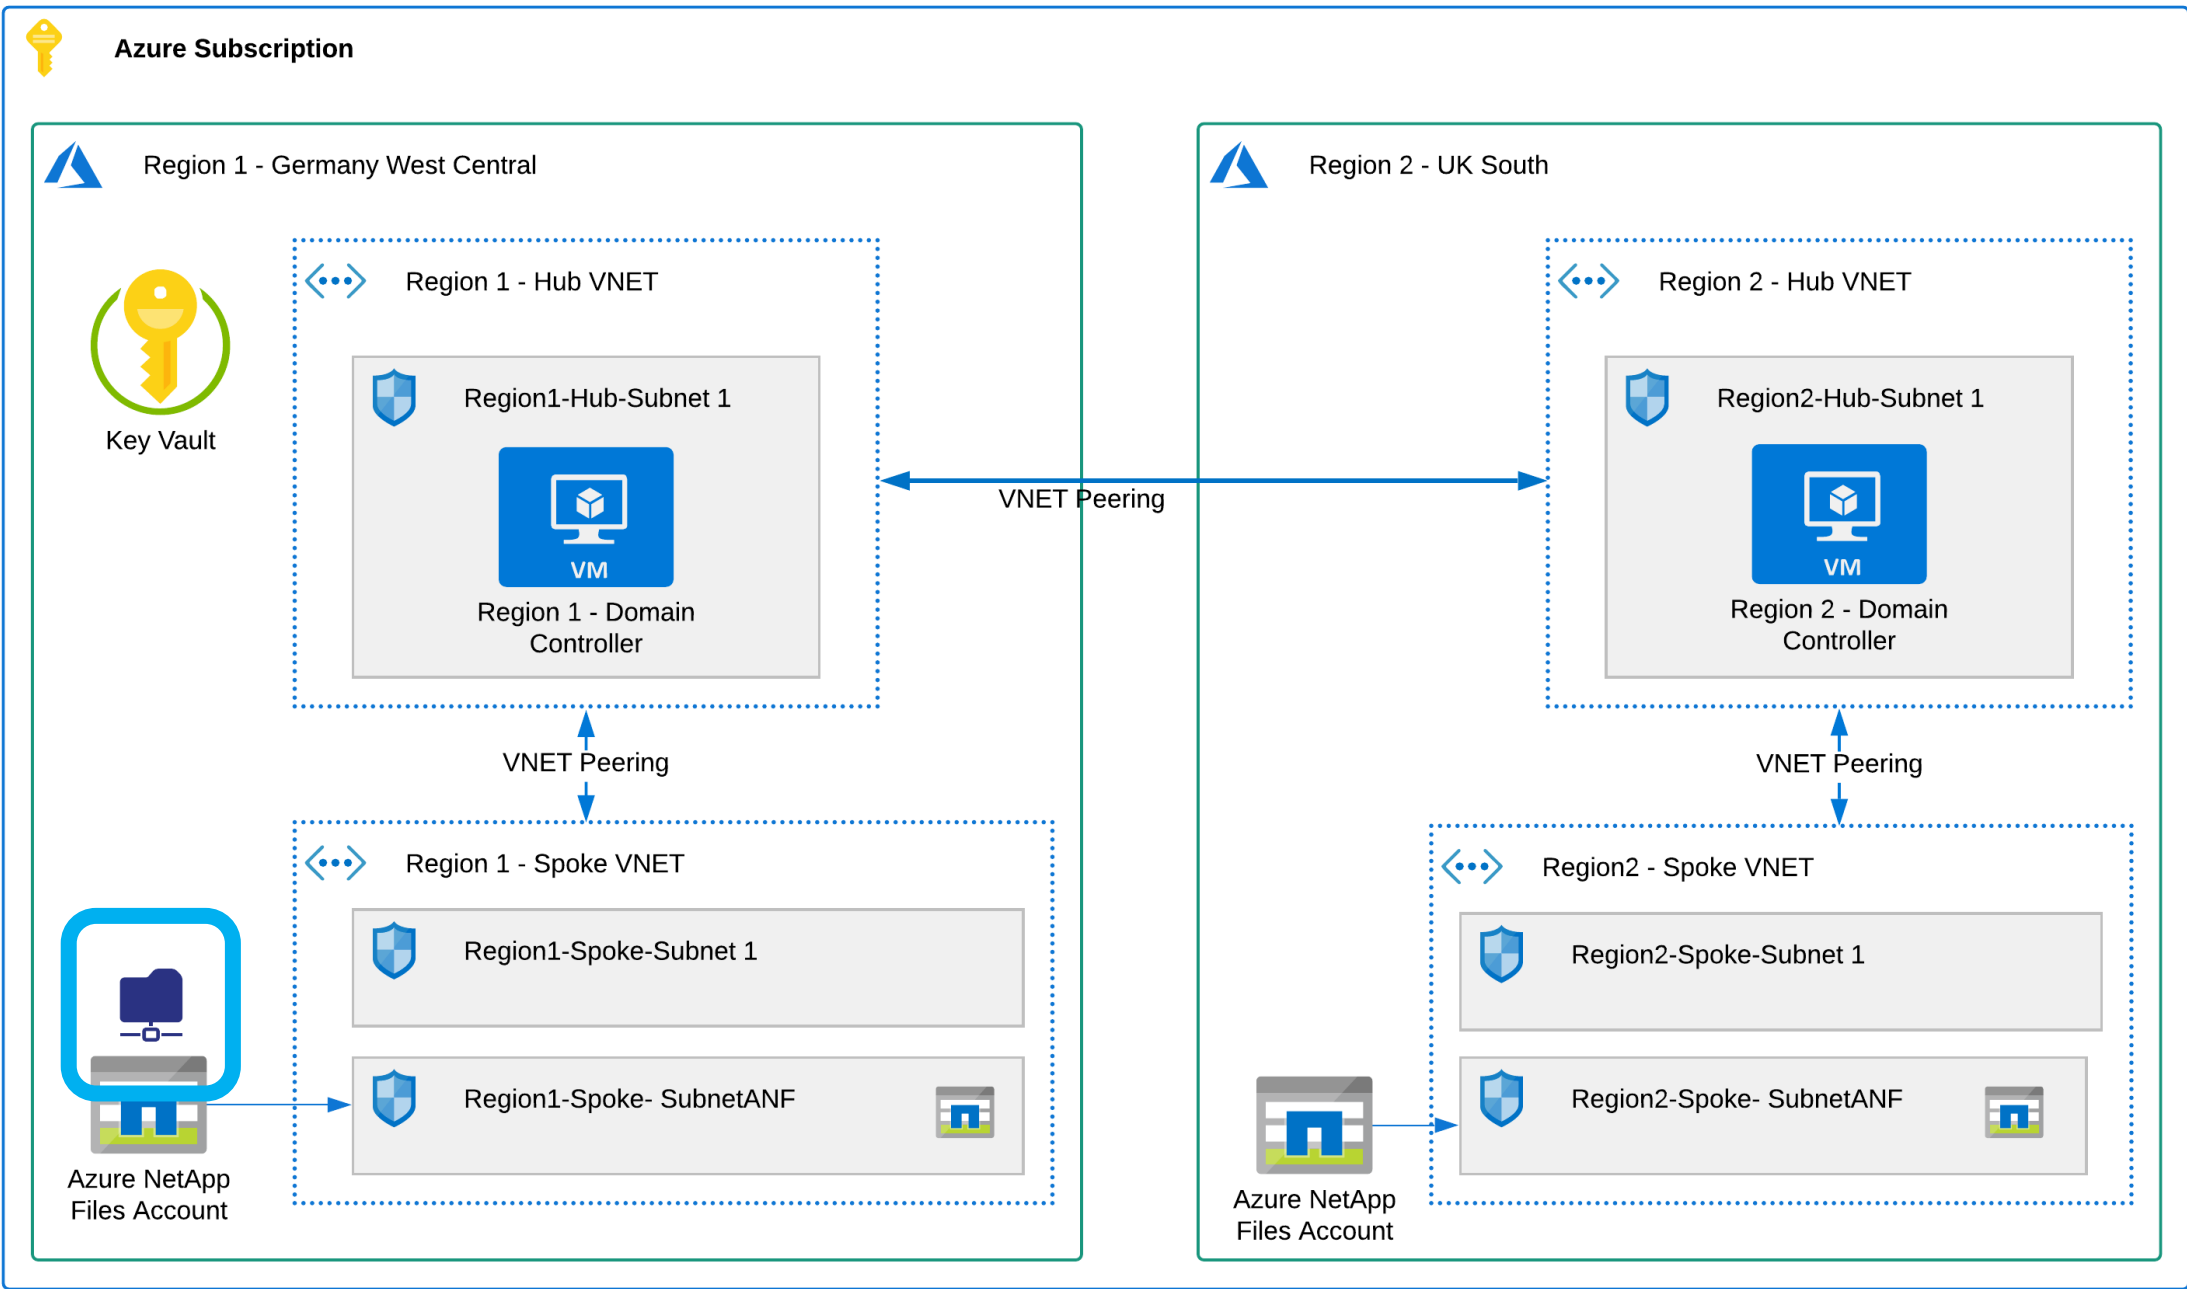 Azure Subscription
Region 1 - Germany West Central
Region 1 - Hub VNET
Key Vault
Region1-Hub-Subnet 1
VM
Region 1 - Domain
Controller
VNET Peering
VNET Peering
Region 1 - Spoke VNET
Region1-Spoke-Subnet 1
Region1-Spoke- SubnetANF
Azure NetApp
Files Account
Region 2 - UK South
Region 2 - Hub VNET
Region2-Hub-Subnet 1
VM
Region 2 - Domain
Controller
VNET Peering
Region2 - Spoke VNET
Region2-Spoke-Subnet 1
Region2-Spoke- SubnetANF
Azure NetApp
Files Account